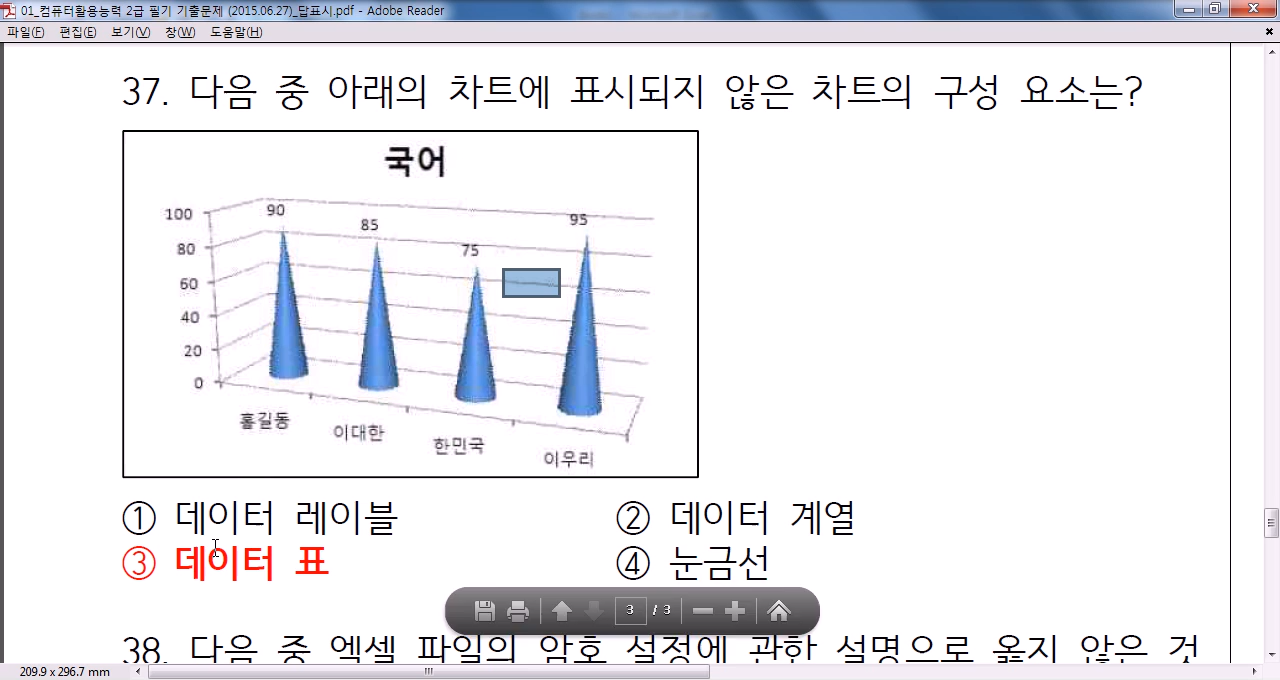 01_컴퓨터활용능력 2급 필기 기출문제 (2015.06.27)_답표시.pdf - Adobe Reader
파일(F) 편집(E) 보기(V) 창(W) 도움말(H)
37. 다음 중 아래의 차트에 표시되지 않은 차트의 구성 요소는?
국어
100
80
60
40
20
0
90
85
75
95
홍길동
이대한
한민국
이우리
① 데이터 레이블 ② 데이터 계열
③ 데이터 표 ④ 눈금선
3 / 3
38. 다음 중 엑셀 파일의 암호 설정에 관한 설명으로 옳지 않은 것
209.9 x 296.7 mm